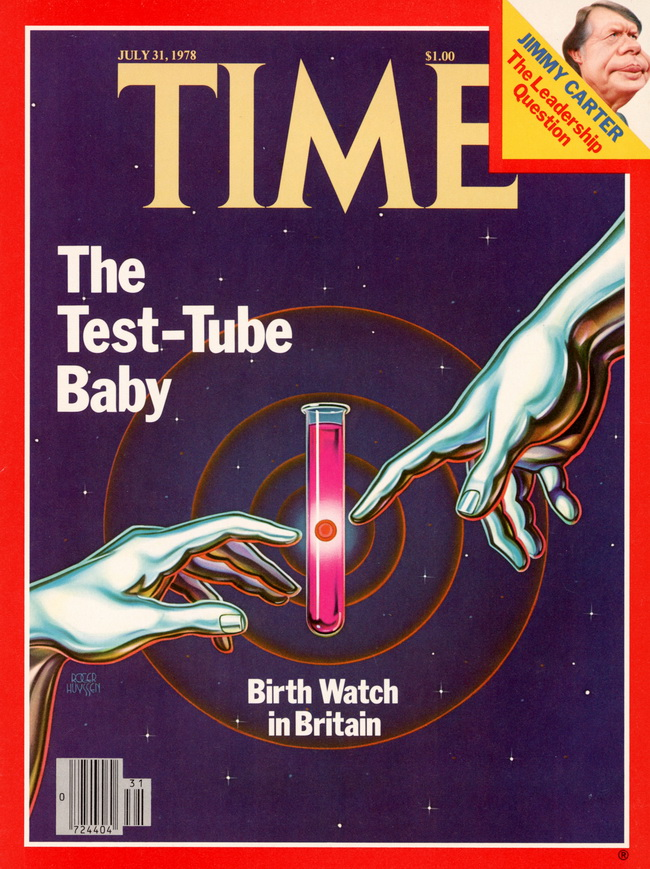 JULY 31, 1978
$1.00
TIME
JIMMY CARTER
The Leadership
Question
The
Test-Tube
Baby
ROGER
HUYSSEN
Birth Watch
in Britain
31
0
724404
®